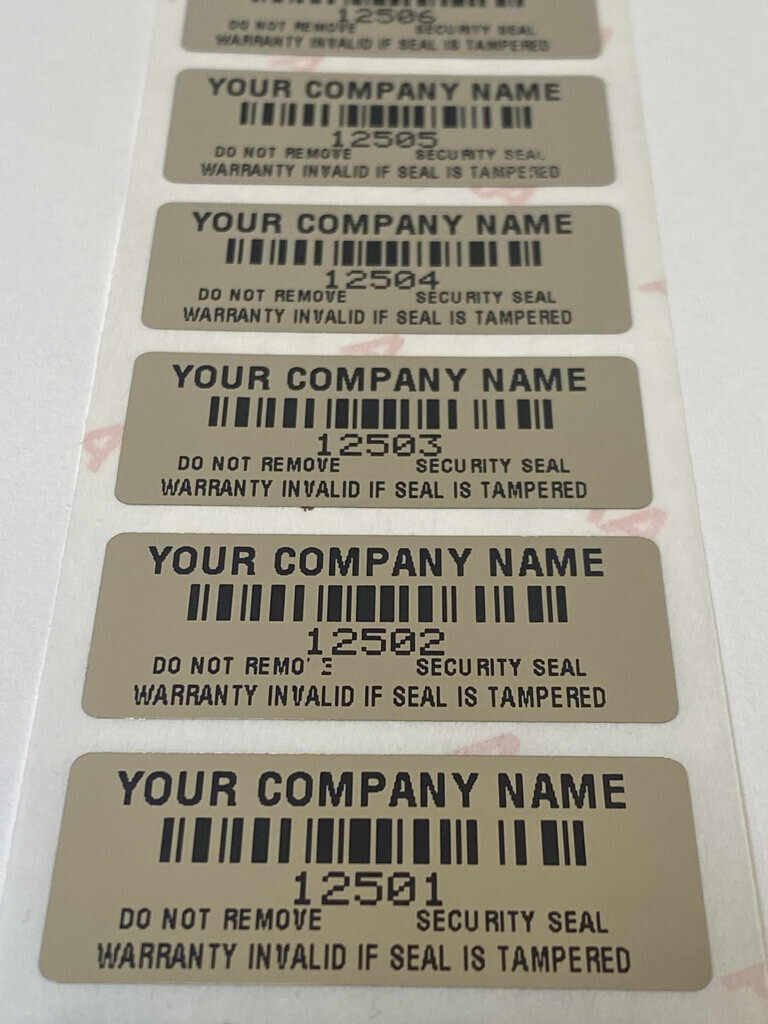 12506
DO NOT REMOVE SECURITY SEAL
WARRANTY INVALID IF SEAL IS TAMPERED
YOUR COMPANY NAME
12505
DO NOT REMOVE SECURITY SEAL
WARRANTY INVALID IF SEAL IS TAMPERED
YOUR COMPANY NAME
12504
DO NOT REMOVE SECURITY SEAL
WARRANTY INVALID IF SEAL IS TAMPERED
YOUR COMPANY NAME
12503
DO NOT REMOVE SECURITY SEAL
WARRANTY INVALID IF SEAL IS TAMPERED
YOUR COMPANY NAME
12502
DO NOT REMO E SECURITY SEAL
WARRANTY INVALID IF SEAL IS TAMPERED
YOUR COMPANY NAME
12501
DO NOT REMOVE SECURITY SEAL
WARRANTY INVALID IF SEAL IS TAMPERED